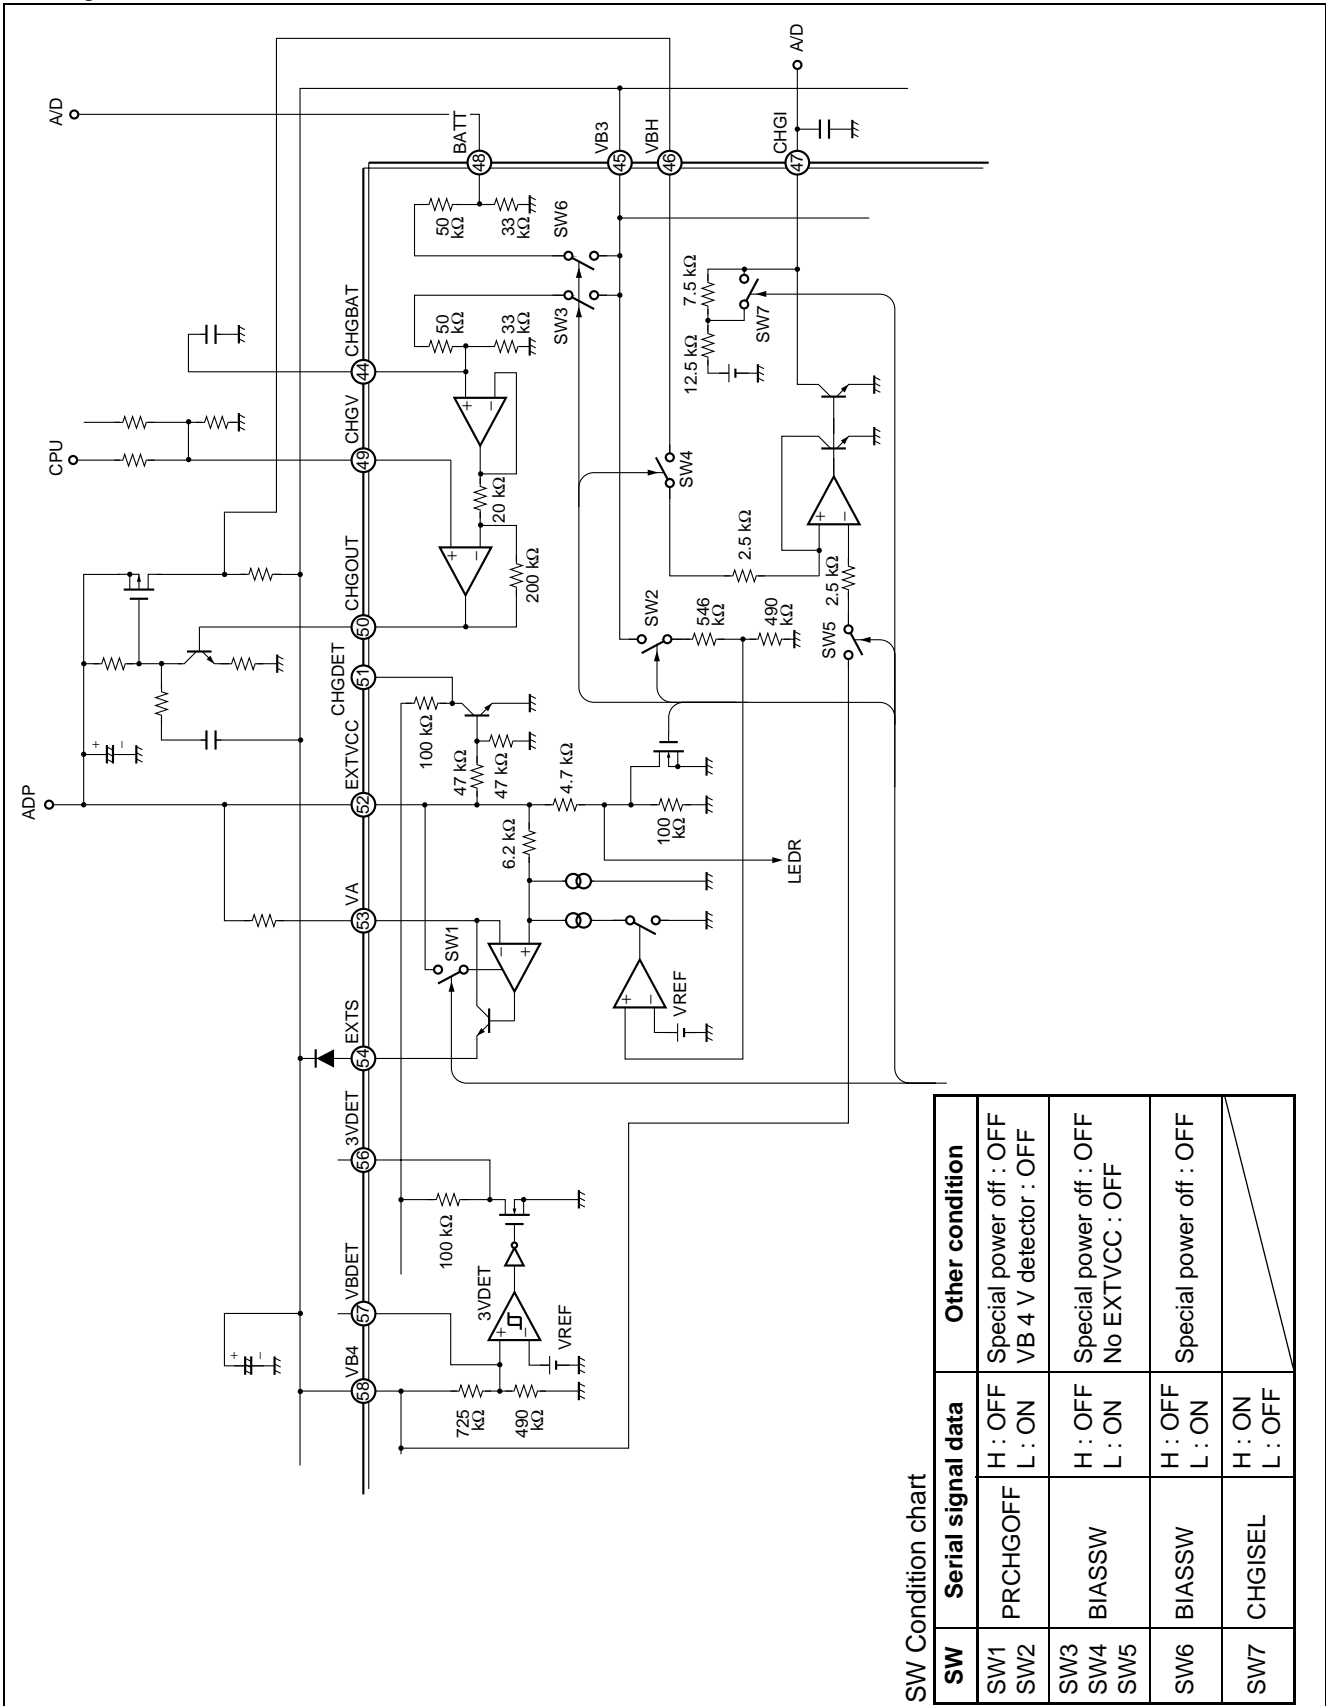 A/D
BATT
48
VB3
45
VBH
46
CHGI
47
A/D
50
kΩ
33
kΩ
SW6
SW3
50
kΩ
33
kΩ
CHGBAT
44
CHGV
49
CPU
20 kΩ
200 kΩ
CHGOUT
50
CHGDET
51
EXTVCC
52
ADP
100 kΩ
47 kΩ
47 kΩ
4.7 kΩ
6.2 kΩ
100
kΩ
LEDR
VA
53
SW1
VREF
EXTS
54
3VDET
56
100 kΩ
VBDET
57
3VDET
VREF
VB4
58
725
kΩ
490
kΩ
SW2
546
kΩ
490
kΩ
SW4
2.5 kΩ
2.5 kΩ
SW5
12.5 kΩ
7.5 kΩ
SW7
+
−
+
−
+
−
+
−
+
−
+
−
+
−
+
−
SW Condition chart
SW Serial signal data Other condition
SW1 PRCHGOFF H : OFF Special power off : OFF
SW2 L : ON VB 4 V detector : OFF
SW3
SW4 BIASSW H : OFF Special power off : OFF
SW5 L : ON No EXTVCC : OFF
SW6 BIASSW H : OFF Special power off : OFF
L : ON
SW7 CHGISEL H : ON
L : OFF